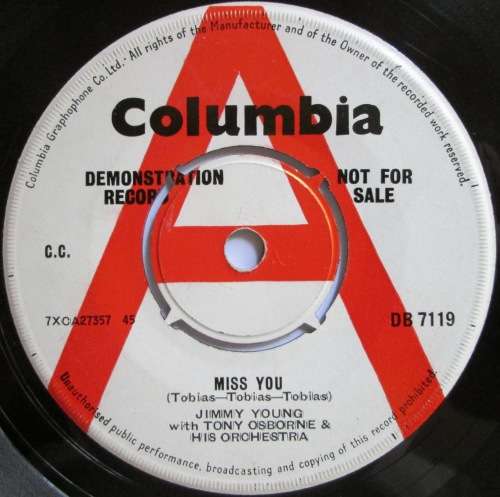 Columbia Graphophone Co. Ltd.- All rights of the Manufacturer and of the Owner of the recorded work reserved.
Columbia
DEMONSTRATION
RECORD
NOT FOR
SALE
C.C.
7XCA27357 45
DB 7119
MISS YOU
(Tobias—Tobias—Tobias)
JIMMY YOUNG
with TONY OSBORNE &
HIS ORCHESTRA
Unauthorised public performance, broadcasting and copying of this record prohibited.
A